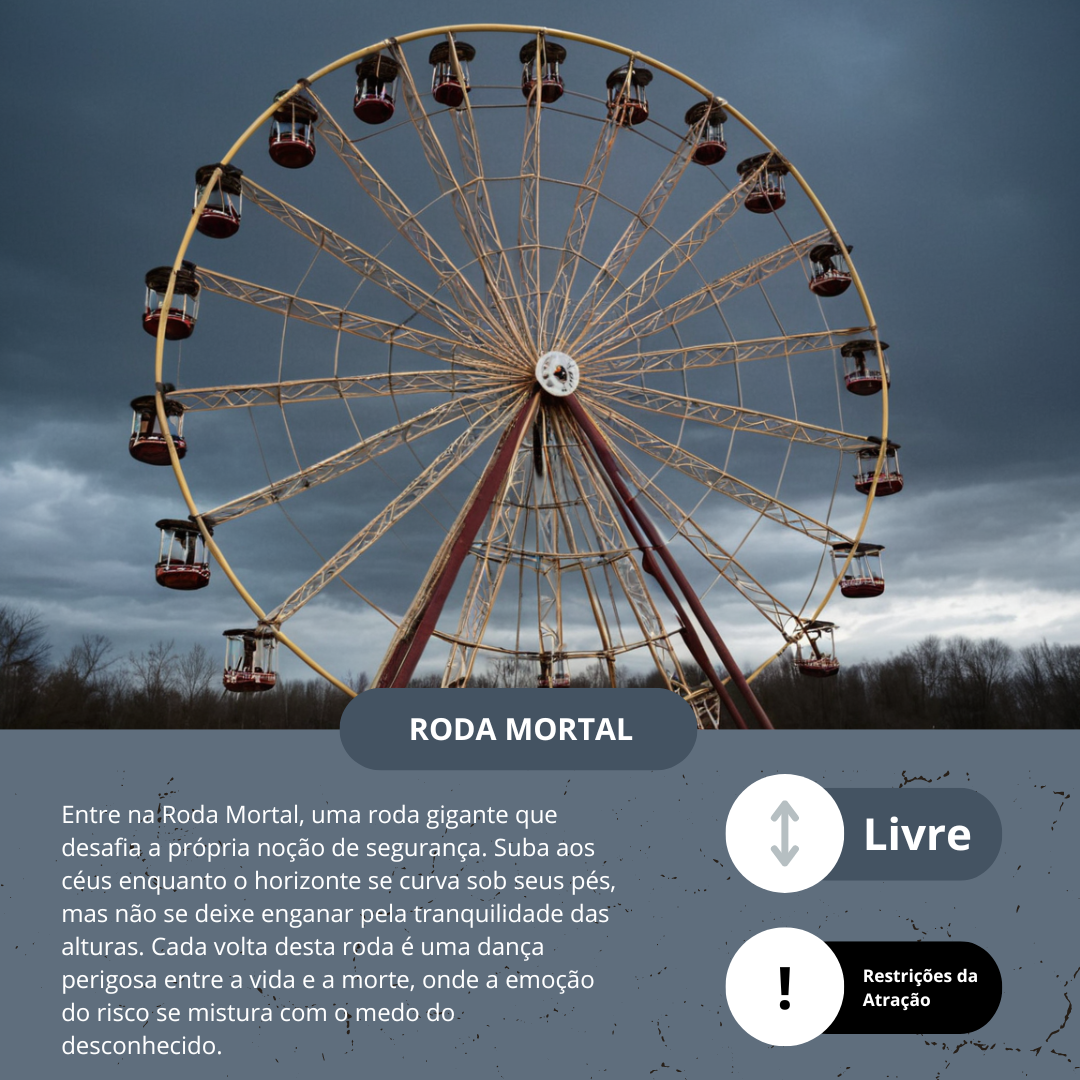 RODA MORTAL
Entre na Roda Mortal, uma roda gigante que
desafia a própria noção de segurança. Suba aos
céus enquanto o horizonte se curva sob seus pés,
mas não se deixe enganar pela tranquilidade das
alturas. Cada volta desta roda é uma dança
perigosa entre a vida e a morte, onde a emoção
do risco se mistura com o medo do
desconhecido.
Livre
!
Restrições da
Atração